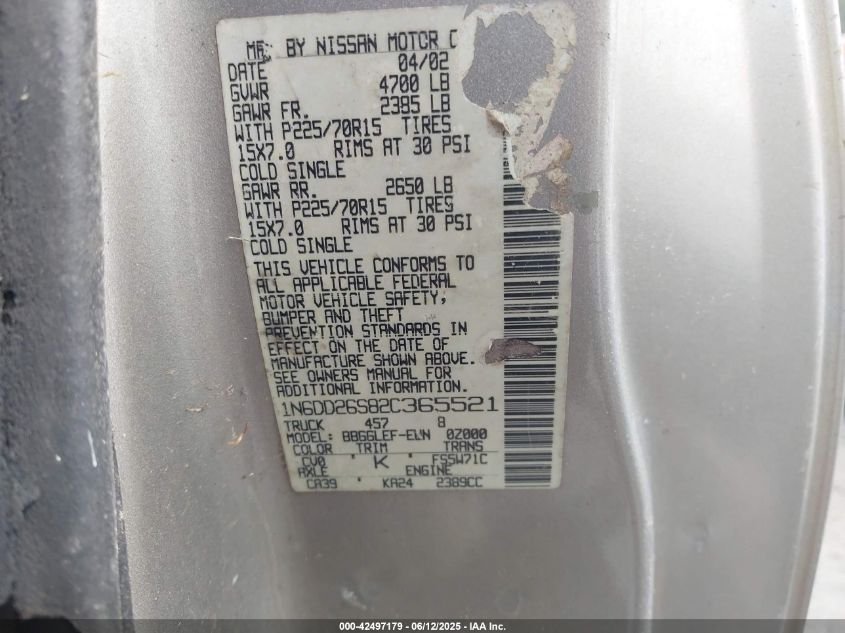 BY NISSAN MOTOR C
DATE 04/02
GVWR 4700 LB
GAWR FR. 2395 LB
WITH P225/70R15 TIRES
15X7.0 RIMS AT 30 PSI
COLD SINGLE
GAWR RR. 2650 LB
WITH P225/70R15 TIRES
15X7.0 RIMS AT 30 PSI
COLD SINGLE
THIS VEHICLE CONFORMS TO
ALL APPLICABLE FEDERAL
MOTOR VEHICLE SAFETY,
BUMPER AND THEFT
PREVENTION STANDARDS IN
EFFECT ON THE DATE OF
MANUFACTURE SHOWN ABOVE.
SEE OWNERS MANUAL FOR
ADDITIONAL INFORMATION
1N6DD26S82C365521
TRUCK 457 8
MODEL: BBGGLEF-EWN 0Z000
COLOR TRIM TRANS
CV0 K FS5W71C
AXLE ENGINE
CA39 KA24 2389CC
000-42497179 - 06/12/2025 - IAA Inc.